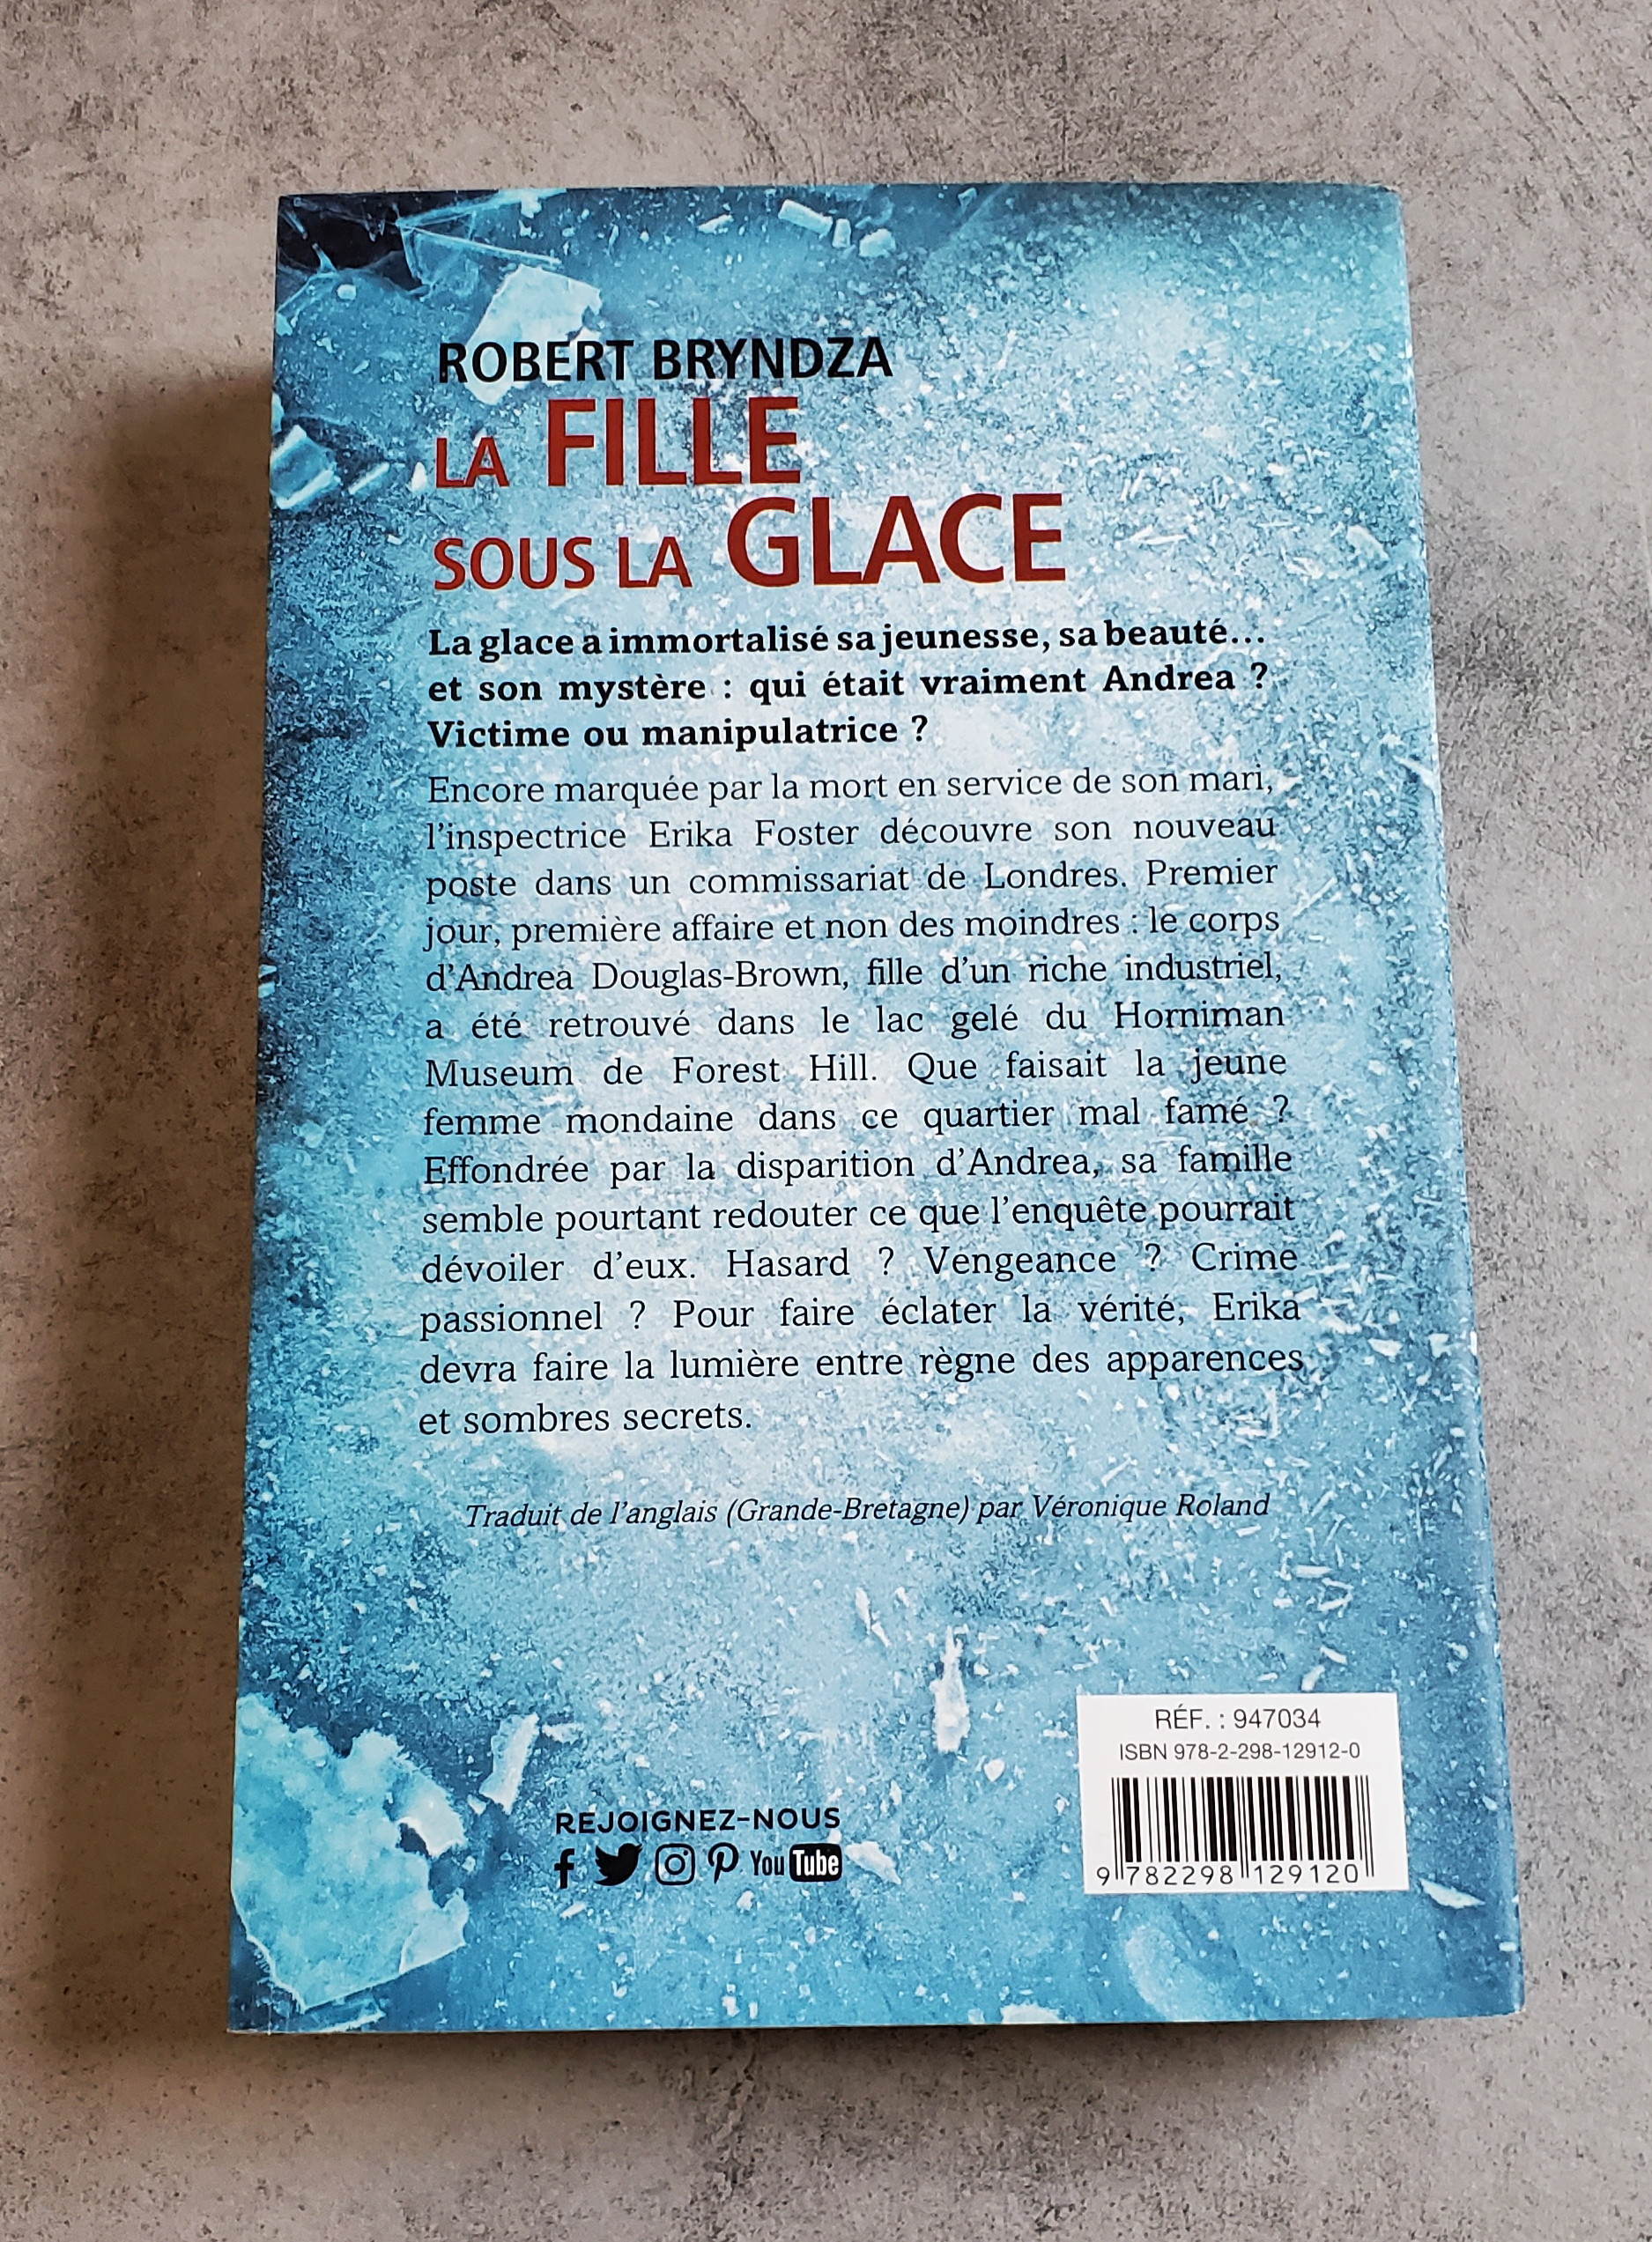 ROBERT BRYNDZA
LA FILLE
SOUS LA GLACE
La glace a immortalisé sa jeunesse, sa beauté…
et son mystère : qui était vraiment Andrea ?
Victime ou manipulatrice ?
Encore marquée par la mort en service de son mari,
l'inspectrice Erika Foster découvre son nouveau
poste dans un commissariat de Londres. Premier
jour, première affaire et non des moindres : le corps
d'Andrea Douglas-Brown, fille d'un riche industriel,
a été retrouvé dans le lac gelé du Horniman
Museum de Forest Hill. Que faisait la jeune
femme mondaine dans ce quartier mal famé ?
Effondrée par la disparition d'Andrea, sa famille
semble pourtant redouter ce que l'enquête pourrait
dévoiler d'eux. Hasard ? Vengeance ? Crime
passionnel ? Pour faire éclater la vérité, Erika
devra faire la lumière entre règne des apparences
et sombres secrets.
Traduit de l'anglais (Grande-Bretagne) par Véronique Roland
RÉF. : 947034
ISBN 978-2-298-12912-0
9 782298 129120
REJOIGNEZ-NOUS
You Tube